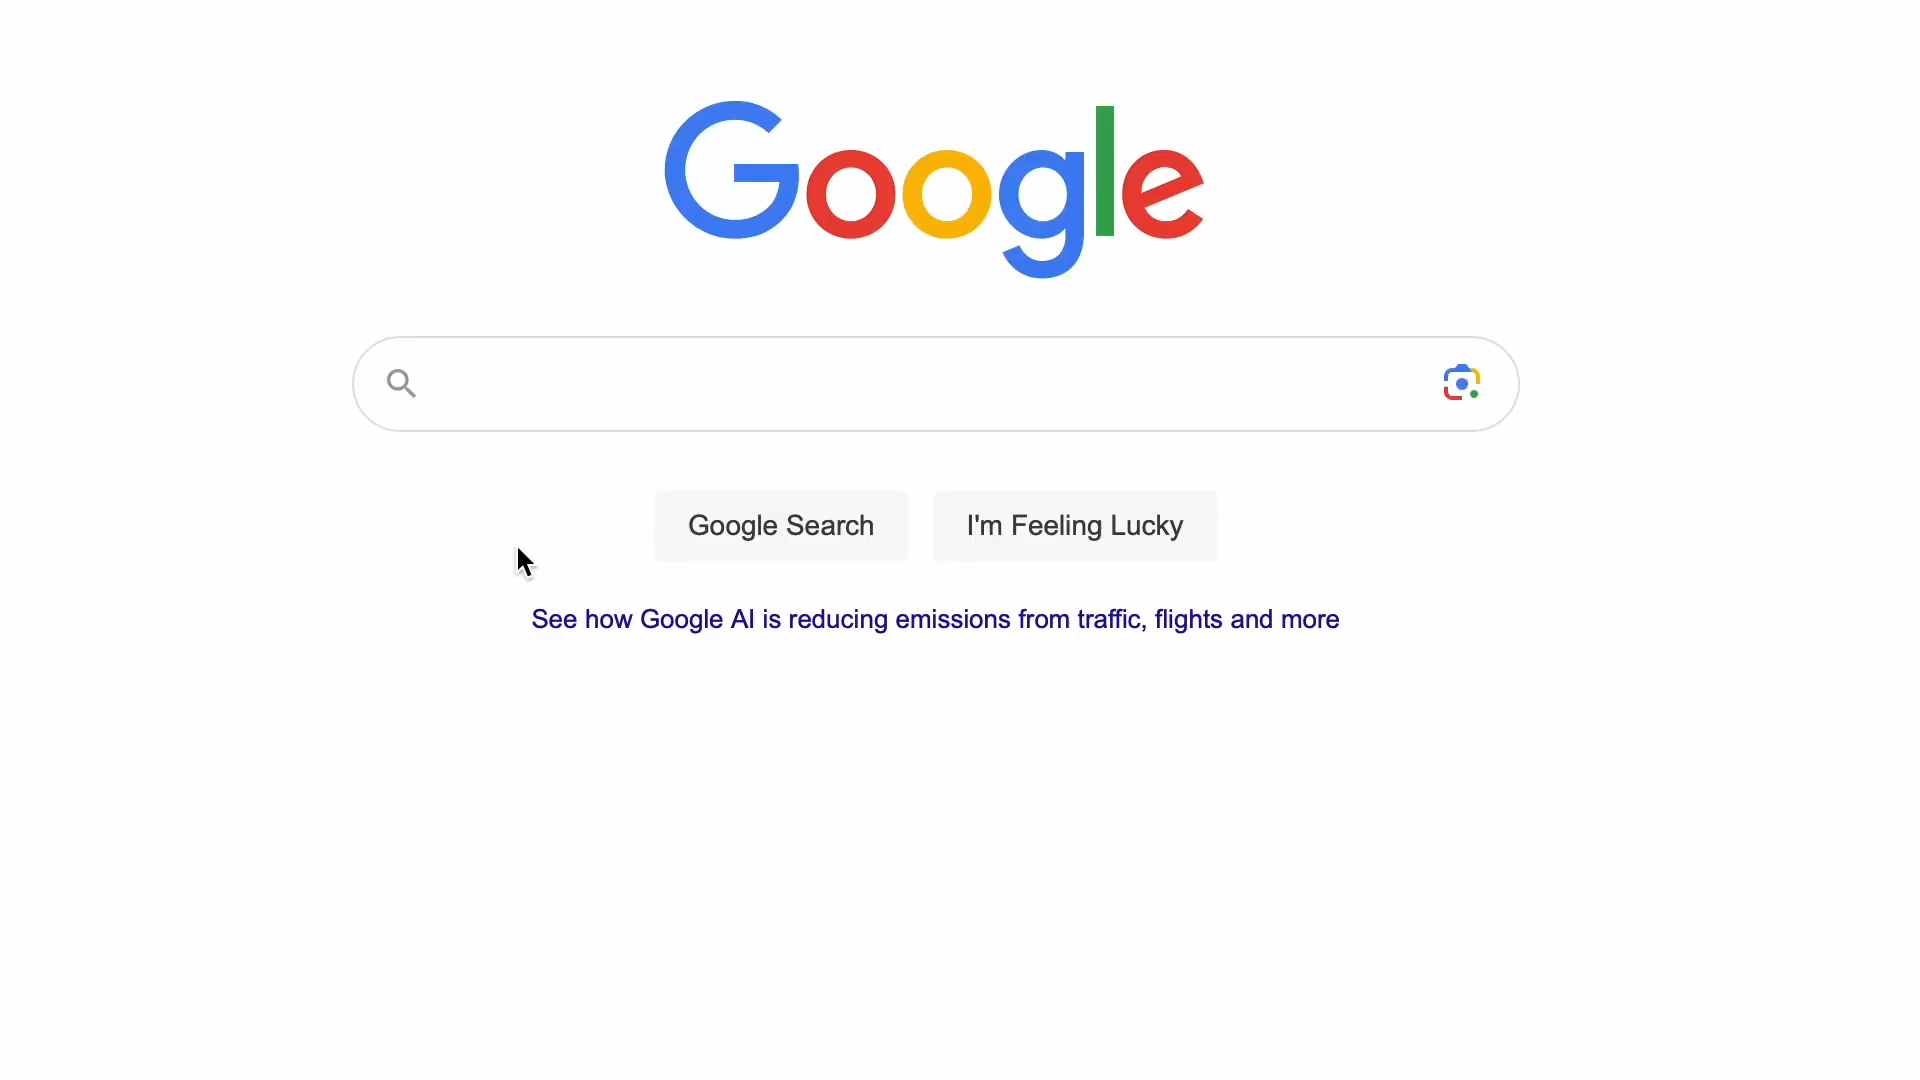 Google
Google Search
I'm Feeling Lucky
See how Google AI is reducing emissions from traffic, flights and more